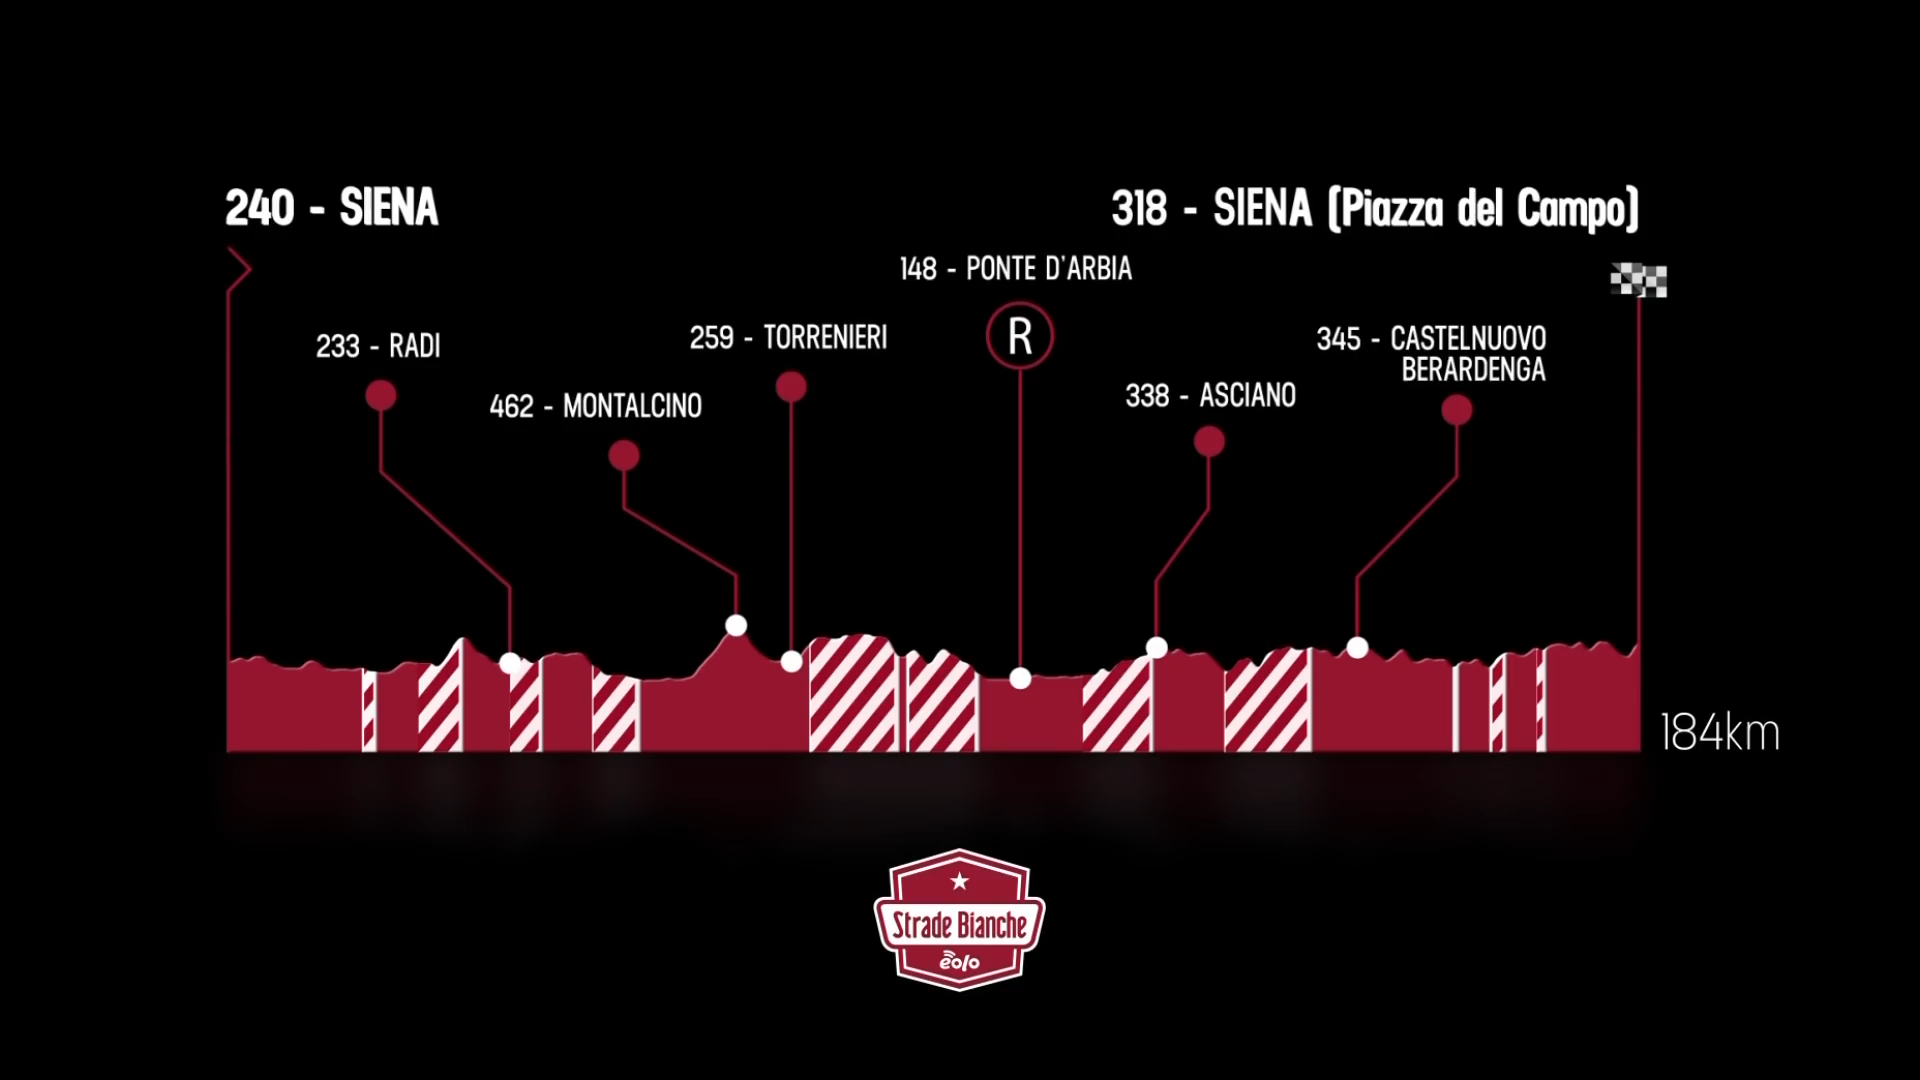 240 - SIENA
318 - SIENA (Piazza del Campo)
148 - PONTE D'ARBIA
R
233 - RADI
259 - TORRENIERI
345 - CASTELNUOVO
BERARDENGA
462 - MONTALCINO
338 - ASCIANO
184km
Strade Bianche
eolo